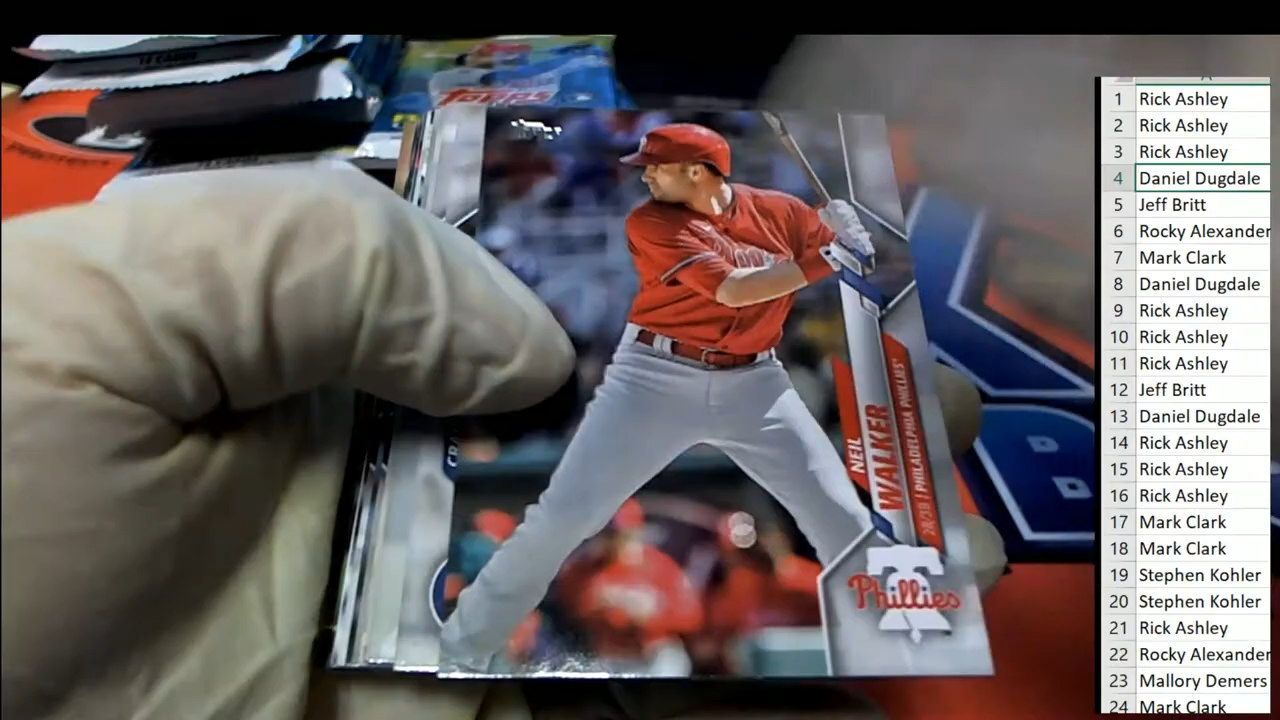 Topps
NEIL
WALKER
2B/1B | PHILADELPHIA PHILLIES
Phillies
CRA
A
1 Rick Ashley
2 Rick Ashley
3 Rick Ashley
4 Daniel Dugdale
5 Jeff Britt
6 Rocky Alexander
7 Mark Clark
8 Daniel Dugdale
9 Rick Ashley
10 Rick Ashley
11 Rick Ashley
12 Jeff Britt
13 Daniel Dugdale
14 Rick Ashley
15 Rick Ashley
16 Rick Ashley
17 Mark Clark
18 Mark Clark
19 Stephen Kohler
20 Stephen Kohler
21 Rick Ashley
22 Rocky Alexander
23 Mallory Demers
24 Mark Clark